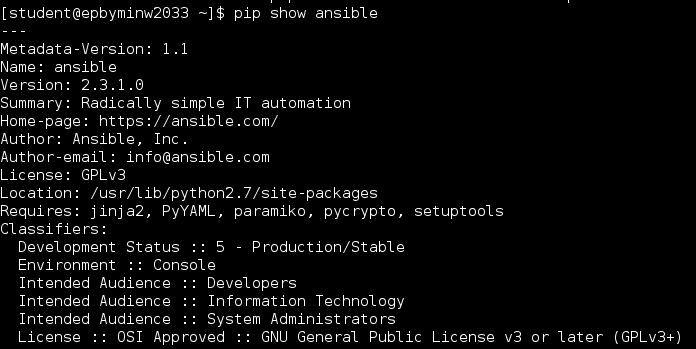 [student@epbyminw2033 ~]$ pip show ansible
---
Metadata-Version: 1.1
Name: ansible
Version: 2.3.1.0
Summary: Radically simple IT automation
Home-page: https://ansible.com/
Author: Ansible, Inc.
Author-email: info@ansible.com
License: GPLv3
Location: /usr/lib/python2.7/site-packages
Requires: jinja2, PyYAML, paramiko, pycrypto, setuptools
Classifiers:
  Development Status :: 5 - Production/Stable
  Environment :: Console
  Intended Audience :: Developers
  Intended Audience :: Information Technology
  Intended Audience :: System Administrators
  License :: OSI Approved :: GNU General Public License v3 or later (GPLv3+)